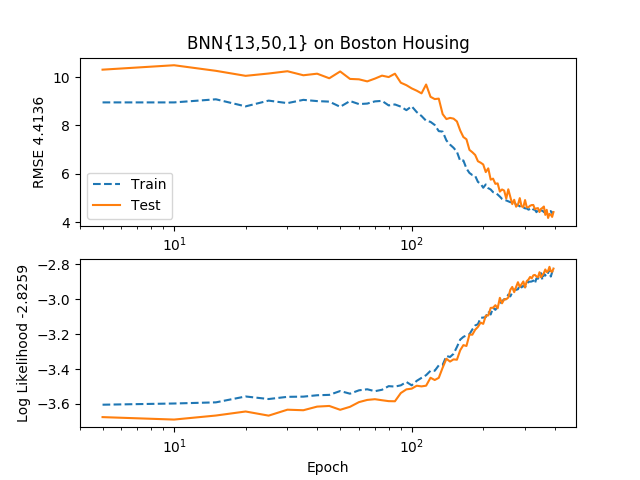 BNN{13,50,1} on Boston Housing
RMSE 4.4136
10
8
6
4
Train
Test
10¹
10²
Log Likelihood -2.8259
−2.8
−3.0
−3.2
−3.4
−3.6
10¹
10²
Epoch